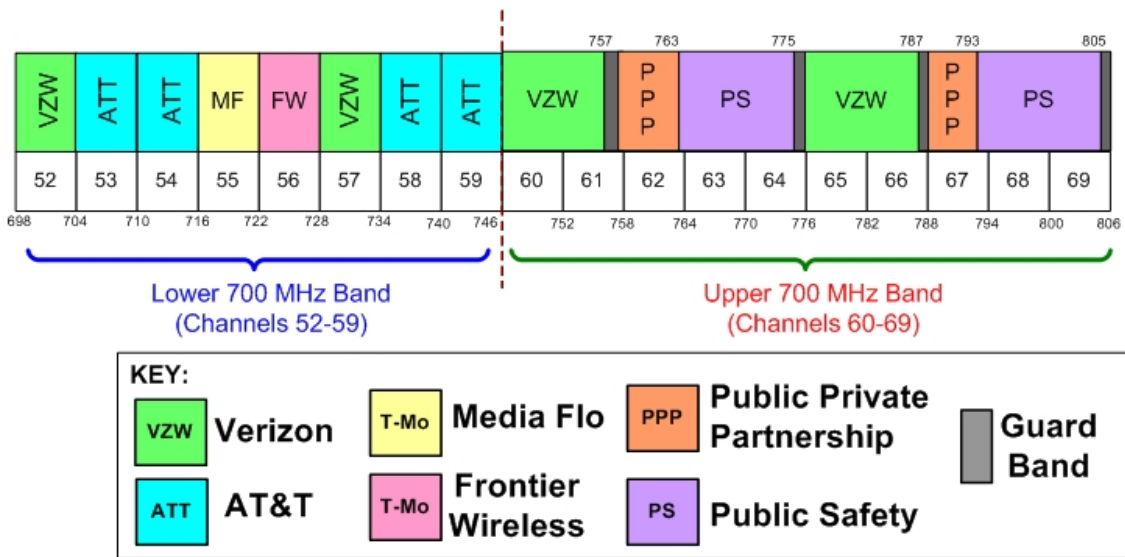 757 763 775 787 793 805
VZW ATT ATT MF FW VZW ATT ATT VZW PPP PS VZW PPP PS
52 53 54 55 56 57 58 59 60 61 62 63 64 65 66 67 68 69
698 704 710 716 722 728 734 740 746 752 758 764 770 776 782 788 794 800 806
Lower 700 MHz Band
(Channels 52-59)
Upper 700 MHz Band
(Channels 60-69)
KEY:
VZW Verizon
T-Mo Media Flo
PPP Public Private
Partnership
Guard
Band
ATT AT&T
T-Mo Frontier
Wireless
PS Public Safety